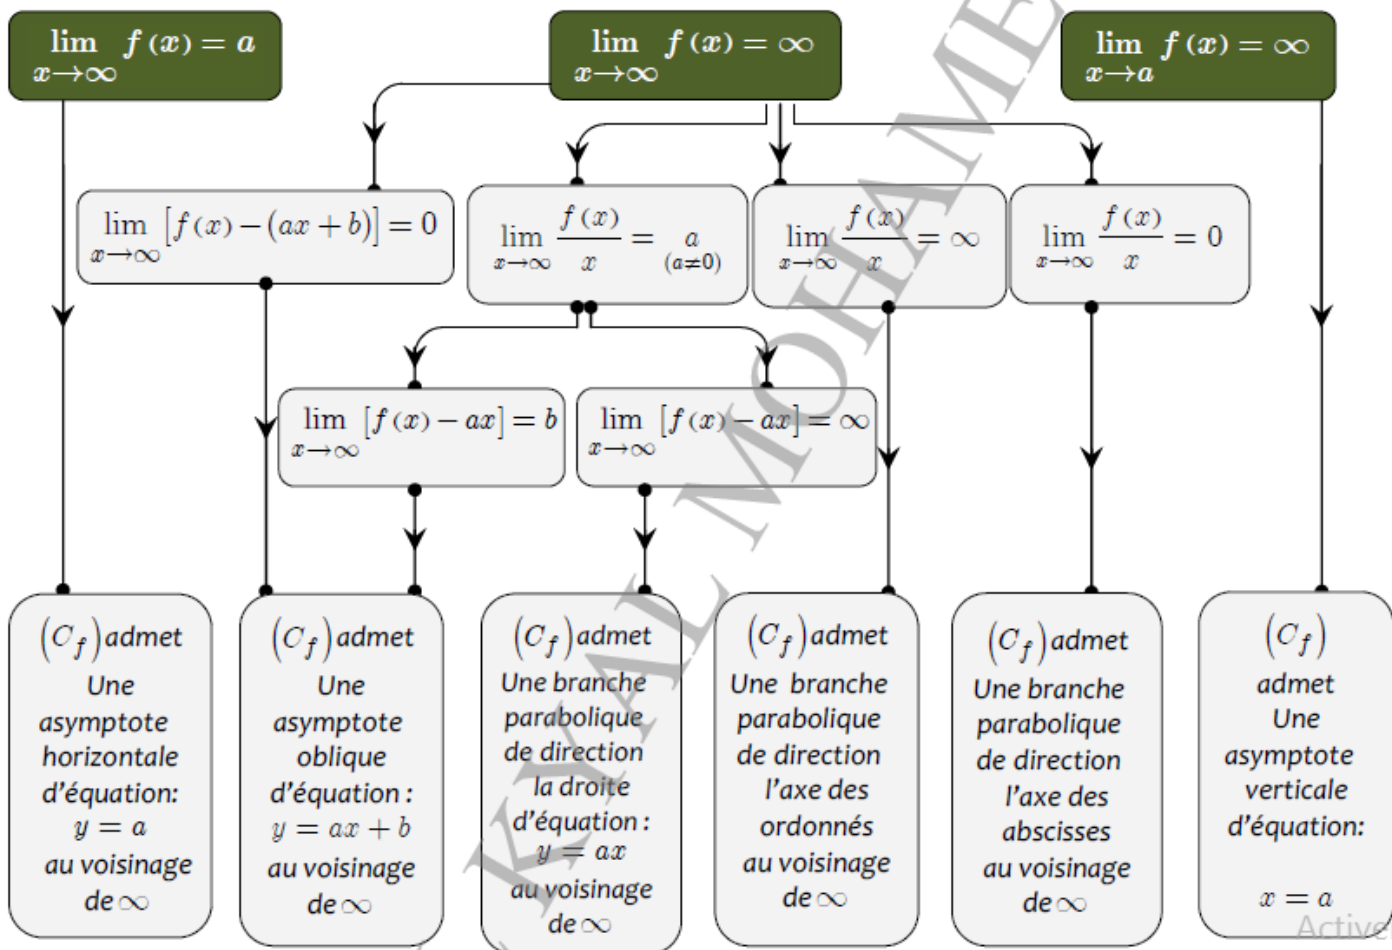 lim f(x) = a
x→∞
lim f(x) = ∞
x→∞
lim f(x) = ∞
x→a
lim [f(x) − (ax + b)] = 0
x→∞
lim f(x)/x = a
x→∞ (a≠0)
lim f(x)/x = ∞
x→∞
lim f(x)/x = 0
x→∞
lim [f(x) − ax] = b
x→∞
lim [f(x) − ax] = ∞
x→∞
(C_f) admet
Une
asymptote
horizontale
d'équation:
y = a
au voisinage
de ∞
(C_f) admet
Une
asymptote
oblique
d'équation :
y = ax + b
au voisinage
de ∞
(C_f) admet
Une branche
parabolique
de direction
la droite
d'équation :
y = ax
au voisinage
de ∞
(C_f) admet
Une branche
parabolique
de direction
l'axe des
ordonnés
au voisinage
de ∞
(C_f) admet
Une branche
parabolique
de direction
l'axe des
abscisses
au voisinage
de ∞
(C_f)
admet
Une
asymptote
verticale
d'équation:
x = a
KYAL MOHAME
Active